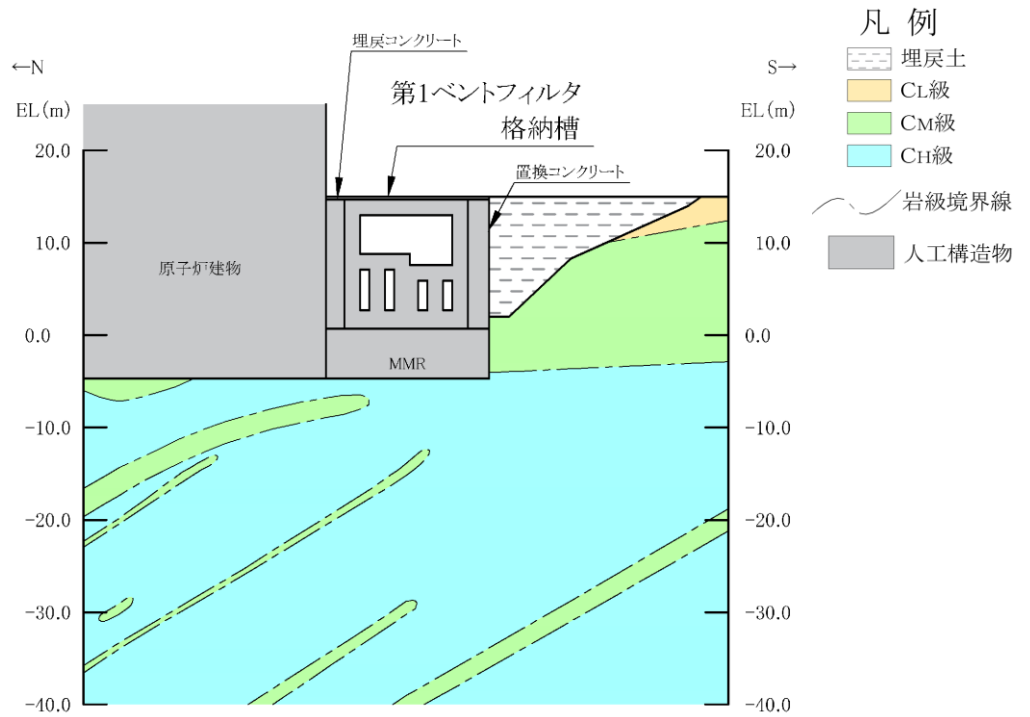 凡 例
埋戻土
CL級
CM級
CH級
岩級境界線
人工構造物
←N
S→
EL(m)
EL(m)
埋戻コンクリート
第1ベントフィルタ
格納槽
置換コンクリート
原子炉建物
MMR
20.0
10.0
0.0
-10.0
-20.0
-30.0
-40.0
20.0
10.0
0.0
-10.0
-20.0
-30.0
-40.0